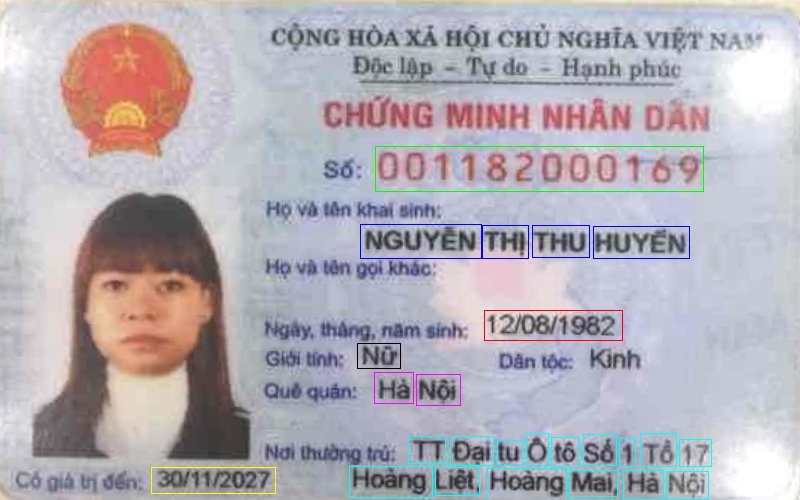 CỘNG HÒA XÃ HỘI CHỦ NGHĨA VIỆT NAM
Độc lập - Tự do - Hạnh phúc
CHỨNG MINH NHÂN DÂN
Số: 001182000169
Họ và tên khai sinh:
NGUYỄN THỊ THU HUYỀN
Họ và tên gọi khác:
Ngày, tháng, năm sinh: 12/08/1982
Giới tính: Nữ Dân tộc: Kinh
Quê quán: Hà Nội
Nơi thường trú: TT Đại tu Ô tô Số 1 Tổ 17
Hoàng Liệt, Hoàng Mai, Hà Nội
Có giá trị đến: 30/11/2027